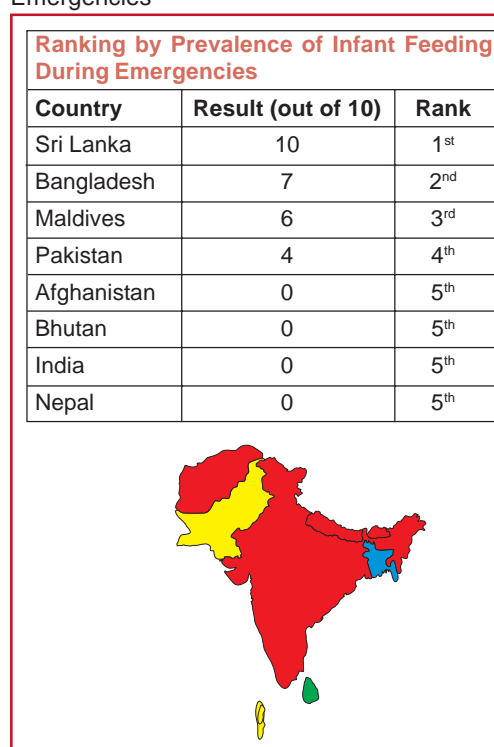 Emergencies
Ranking by Prevalence of Infant Feeding
During Emergencies
Country Result (out of 10) Rank
Sri Lanka 10 1st
Bangladesh 7 2nd
Maldives 6 3rd
Pakistan 4 4th
Afghanistan 0 5th
Bhutan 0 5th
India 0 5th
Nepal 0 5th